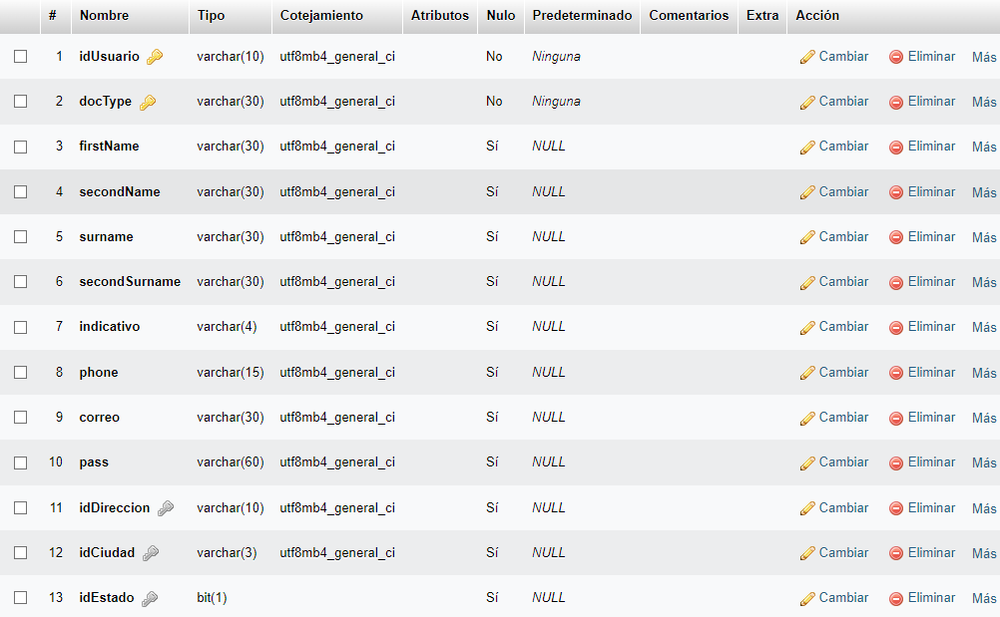 # Nombre Tipo Cotejamiento Atributos Nulo Predeterminado Comentarios Extra Acción
1 idUsuario varchar(10) utf8mb4_general_ci No Ninguna Cambiar Eliminar Más
2 docType varchar(30) utf8mb4_general_ci No Ninguna Cambiar Eliminar Más
3 firstName varchar(30) utf8mb4_general_ci Sí NULL Cambiar Eliminar Más
4 secondName varchar(30) utf8mb4_general_ci Sí NULL Cambiar Eliminar Más
5 surname varchar(30) utf8mb4_general_ci Sí NULL Cambiar Eliminar Más
6 secondSurname varchar(30) utf8mb4_general_ci Sí NULL Cambiar Eliminar Más
7 indicativo varchar(4) utf8mb4_general_ci Sí NULL Cambiar Eliminar Más
8 phone varchar(15) utf8mb4_general_ci Sí NULL Cambiar Eliminar Más
9 correo varchar(30) utf8mb4_general_ci Sí NULL Cambiar Eliminar Más
10 pass varchar(60) utf8mb4_general_ci Sí NULL Cambiar Eliminar Más
11 idDireccion varchar(10) utf8mb4_general_ci Sí NULL Cambiar Eliminar Más
12 idCiudad varchar(3) utf8mb4_general_ci Sí NULL Cambiar Eliminar Más
13 idEstado bit(1) Sí NULL Cambiar Eliminar Más